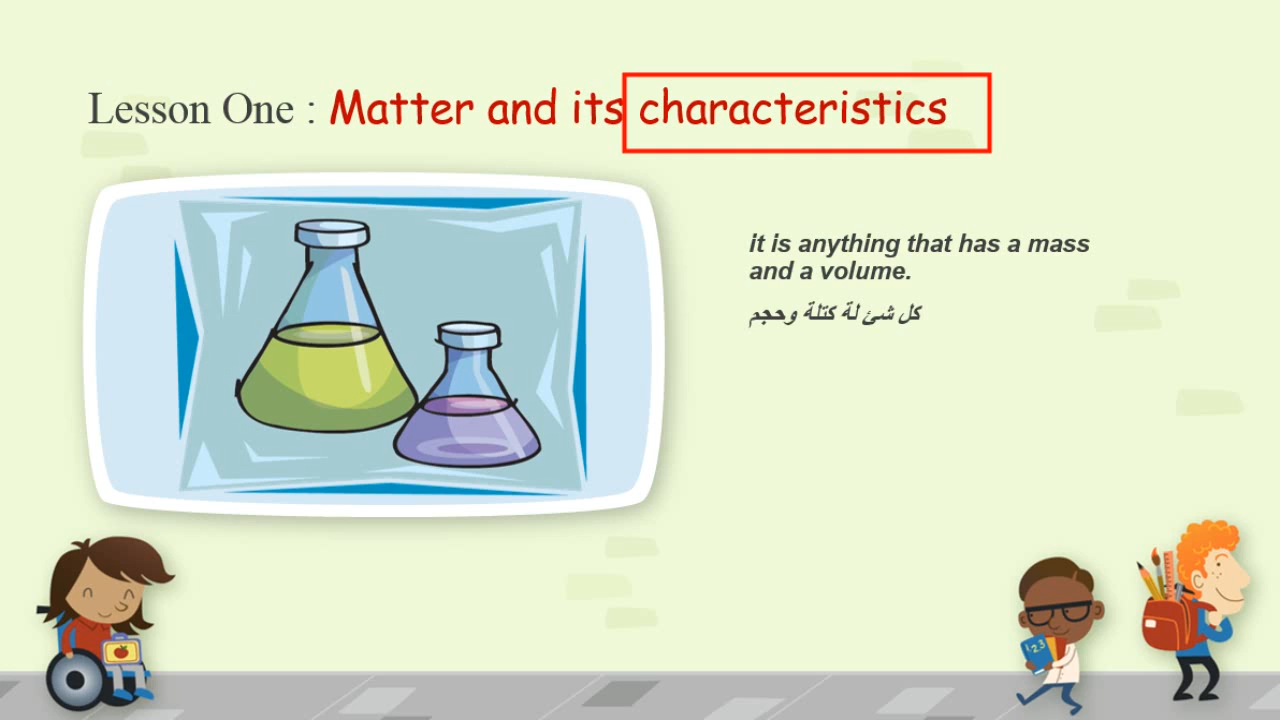 Lesson One : Matter and its characteristics
it is anything that has a mass
and a volume.
كل شئ لة كتلة وحجم
123